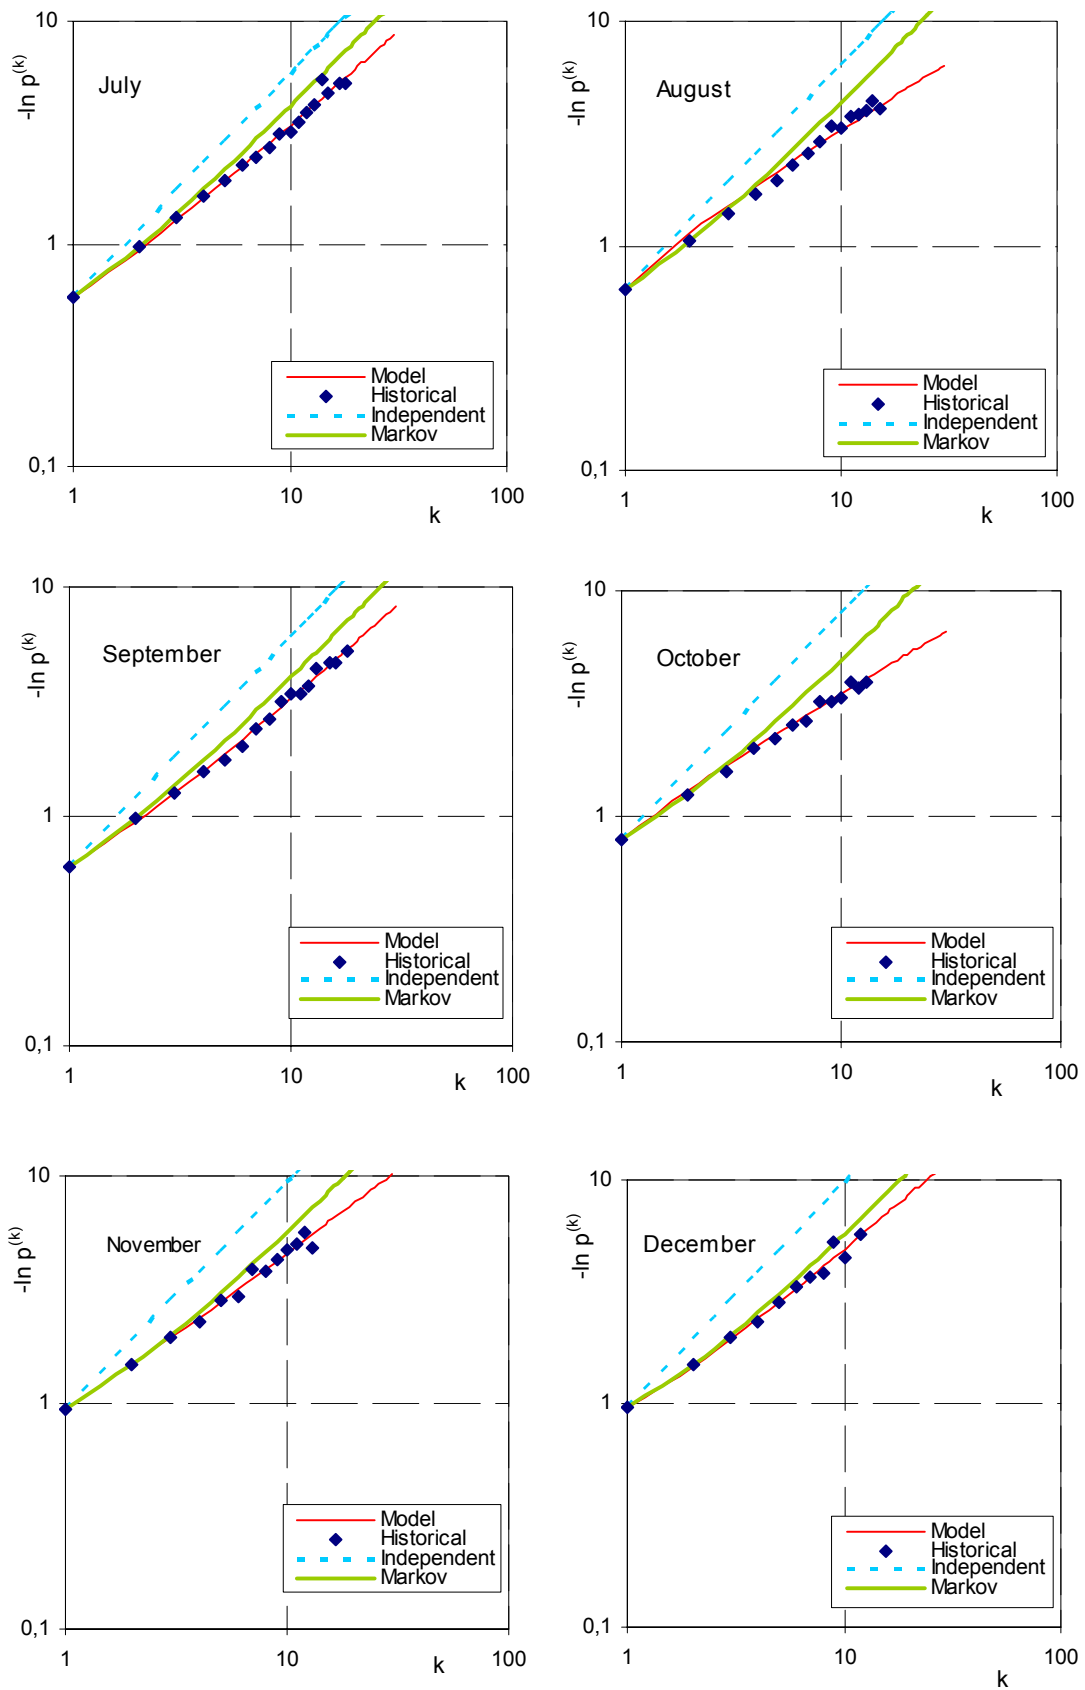 10
-ln p(k)
July
1
Model
Historical
Independent
Markov
0,1
1
10
100
k
10
-ln p(k)
August
1
Model
Historical
Independent
Markov
0,1
1
10
100
k
10
-ln p(k)
September
1
Model
Historical
Independent
Markov
0,1
1
10
100
k
10
-ln p(k)
October
1
Model
Historical
Independent
Markov
0,1
1
10
100
k
10
-ln p(k)
November
1
Model
Historical
Independent
Markov
0,1
1
10
100
k
10
-ln p(k)
December
1
Model
Historical
Independent
Markov
0,1
1
10
100
k